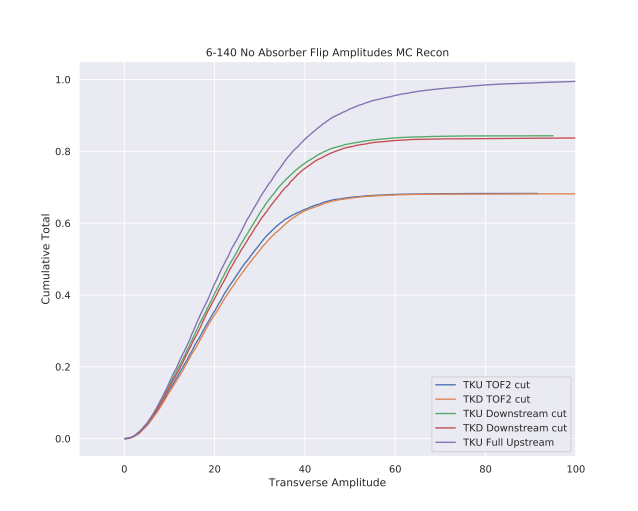 6-140 No Absorber Flip Amplitudes MC Recon
1.0
0.8
0.6
0.4
0.2
0.0
Cumulative Total
0 20 40 60 80 100
Transverse Amplitude
TKU TOF2 cut
TKD TOF2 cut
TKU Downstream cut
TKD Downstream cut
TKU Full Upstream